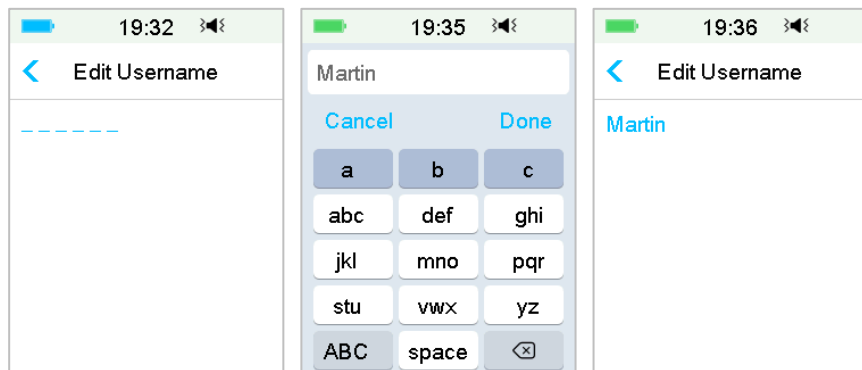 19:32
Edit Username
_ _ _ _ _ _
19:35
Martin
Cancel Done
a b c
abc def ghi
jkl mno pqr
stu vwx yz
ABC space
19:36
Edit Username
Martin